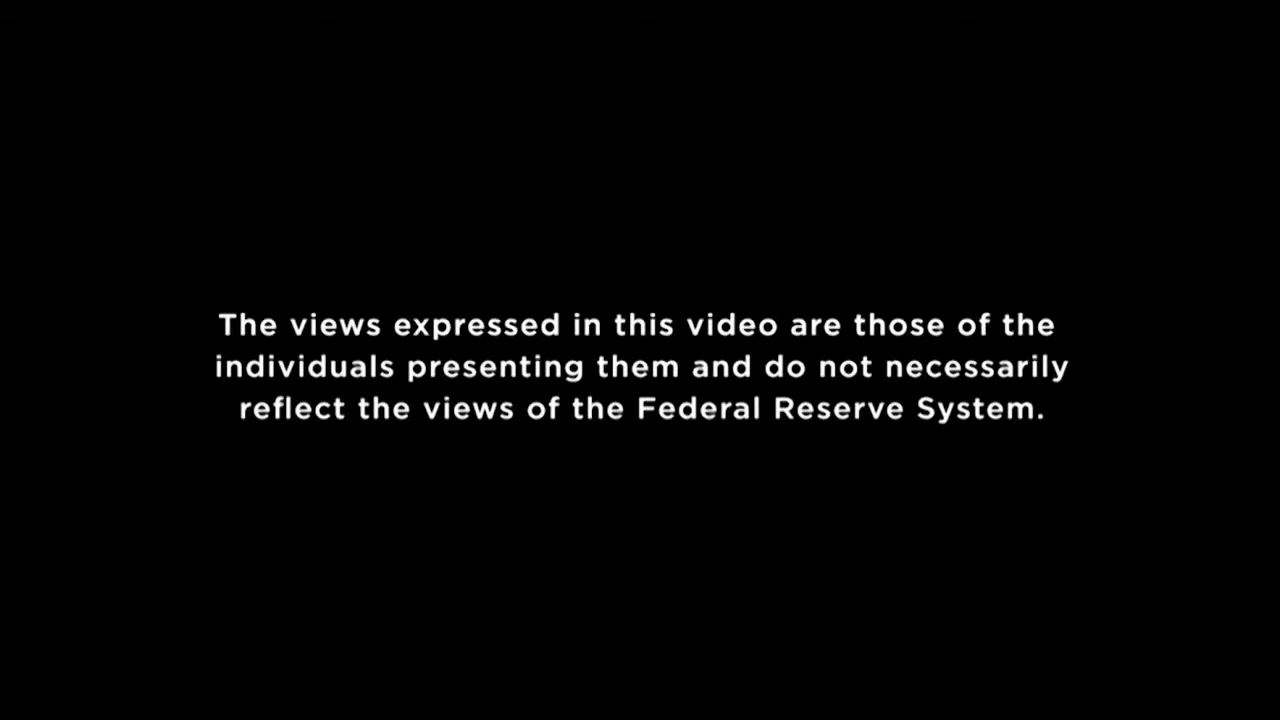 The views expressed in this video are those of the
individuals presenting them and do not necessarily
reflect the views of the Federal Reserve System.